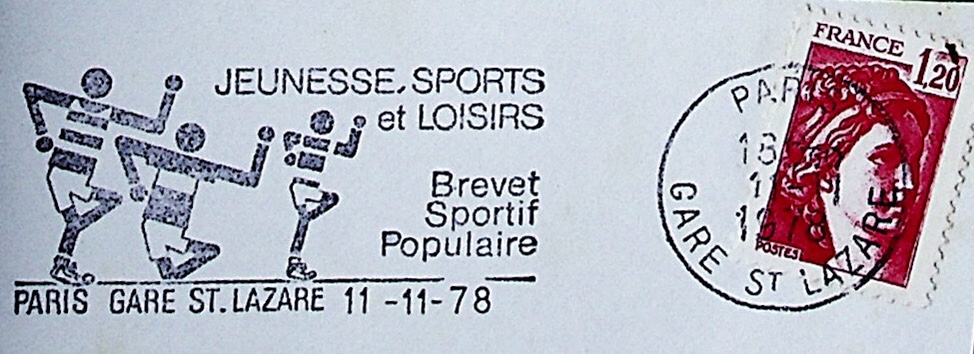 JEUNESSE, SPORTS
et LOISIRS
Brevet
Sportif
Populaire
PARIS GARE ST. LAZARE 11 -11- 78
FRANCE
1,20
POSTES
GARE ST LAZARE